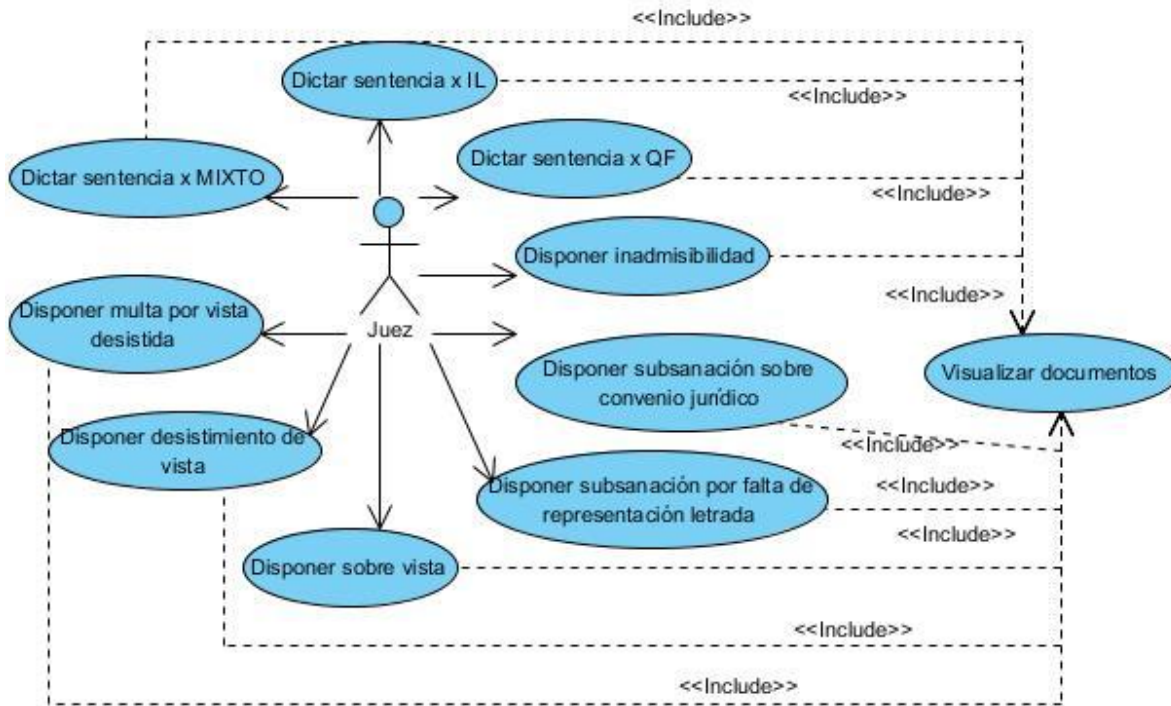 <<Include>>
Dictar sentencia x IL
<<Include>>
Dictar sentencia x QF
Dictar sentencia x MIXTO
<<Include>>
Disponer inadmisibilidad
<<Include>>
Disponer multa por vista
desistida
Juez
Disponer subsanación sobre
convenio jurídico
Visualizar documentos
Disponer desistimiento de
vista
<<Include>>
Disponer subsanación por falta de
representación letrada
<<Include>>
<<Include>>
Disponer sobre vista
<<Include>>
<<Include>>